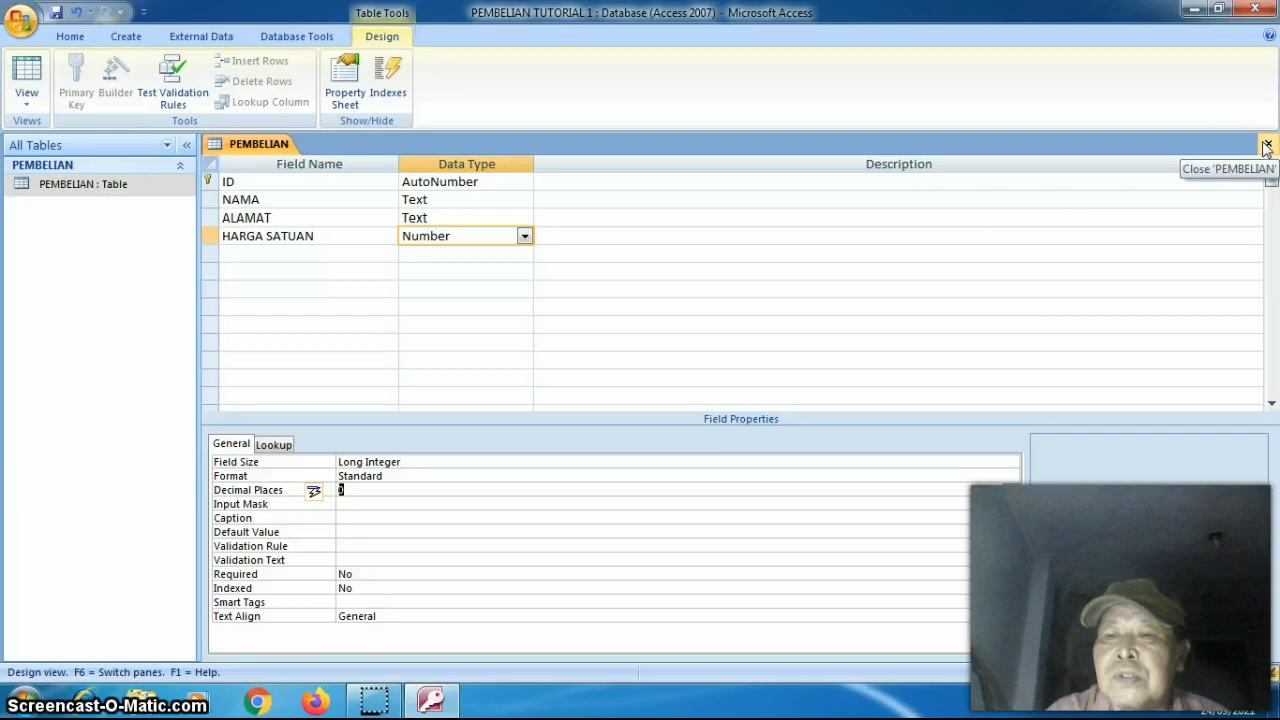 Table Tools
PEMBELIAN TUTORIAL 1 : Database (Access 2007) - Microsoft Access
Home Create External Data Database Tools Design
View
Primary Key
Builder
Test Validation Rules
Insert Rows
Delete Rows
Lookup Column
Property Sheet
Indexes
Views
Tools
Show/Hide
All Tables
PEMBELIAN
PEMBELIAN : Table
PEMBELIAN
Close 'PEMBELIAN'
Field Name Data Type Description
ID AutoNumber
NAMA Text
ALAMAT Text
HARGA SATUAN Number
Field Properties
General Lookup
Field Size Long Integer
Format Standard
Decimal Places 0
Input Mask
Caption
Default Value
Validation Rule
Validation Text
Required No
Indexed No
Smart Tags
Text Align General
Design view. F6 = Switch panes. F1 = Help.
Screencast-O-Matic.com